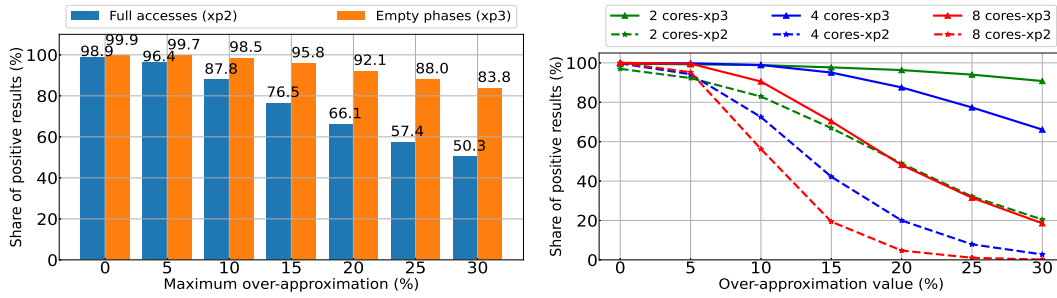 Full accesses (xp2) Empty phases (xp3)
Share of positive results (%)
100
80
60
40
20
0
98.9 99.9 96.4 99.7 87.8 98.5 76.5 95.8 66.1 92.1 57.4 88.0 50.3 83.8
0 5 10 15 20 25 30
Maximum over-approximation (%)
2 cores-xp3 4 cores-xp3 8 cores-xp3
2 cores-xp2 4 cores-xp2 8 cores-xp2
Share of positive results (%)
100
80
60
40
20
0
0 5 10 15 20 25 30
Over-approximation value (%)